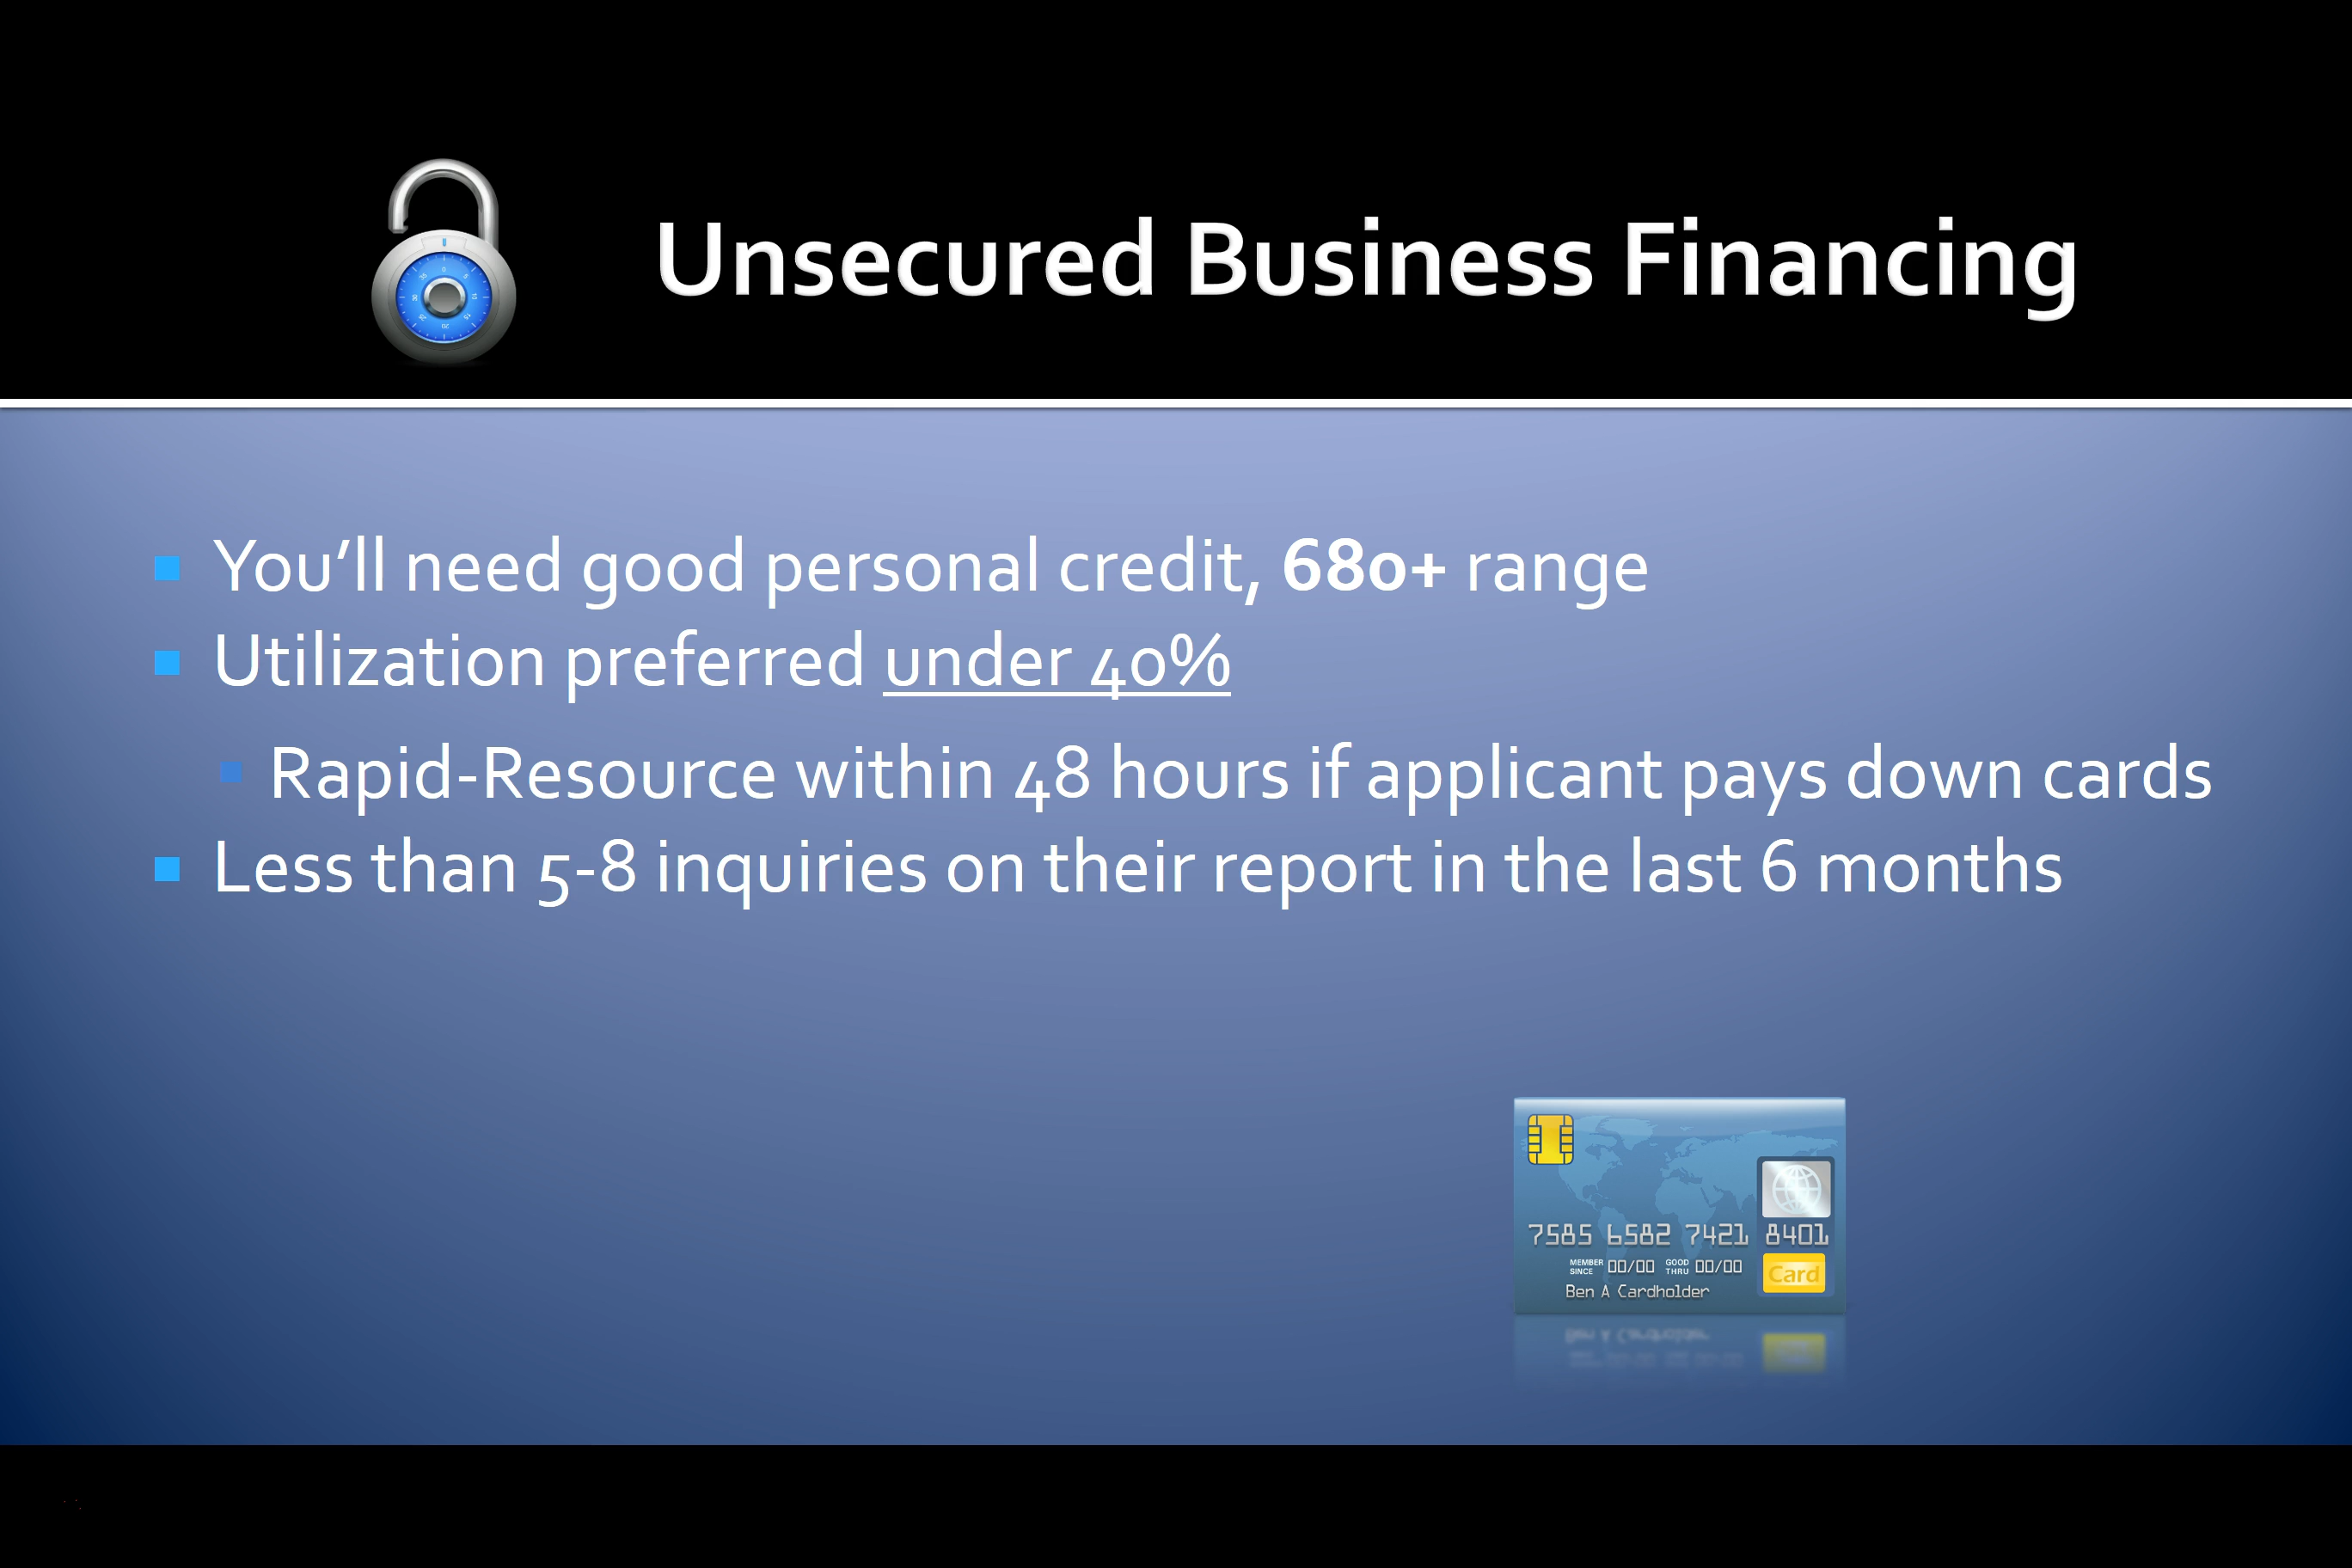 Unsecured Business Financing
You’ll need good personal credit, 680+ range
Utilization preferred under 40%
Rapid-Resource within 48 hours if applicant pays down cards
Less than 5-8 inquiries on their report in the last 6 months
7585 6582 7421 8401
MEMBER SINCE 00/00 GOOD THRU 00/00
Card
Ben A Cardholder